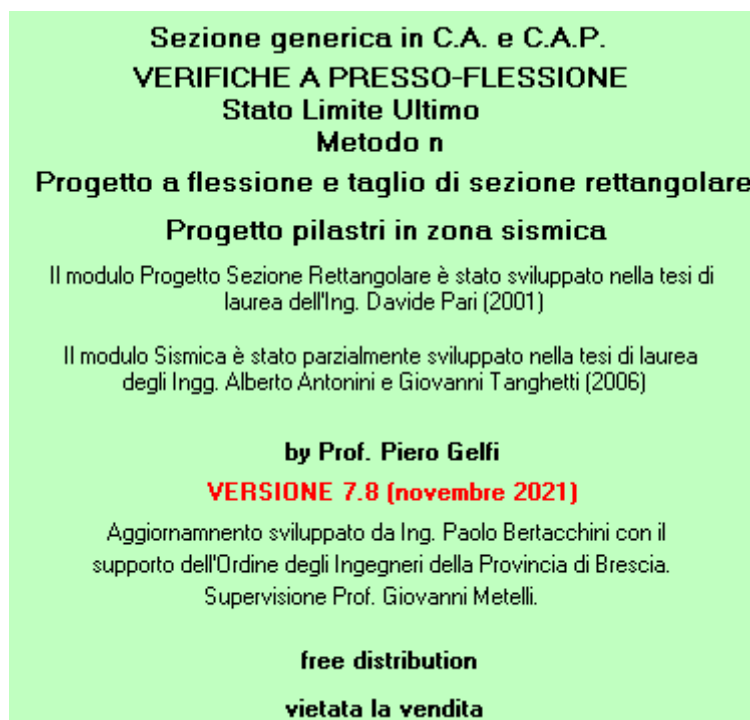 Sezione generica in C.A. e C.A.P.
VERIFICHE A PRESSO-FLESSIONE
Stato Limite Ultimo
Metodo n
Progetto a flessione e taglio di sezione rettangolare
Progetto pilastri in zona sismica
Il modulo Progetto Sezione Rettangolare è stato sviluppato nella tesi di
laurea dell'Ing. Davide Pari (2001)
Il modulo Sismica è stato parzialmente sviluppato nella tesi di laurea
degli Ingg. Alberto Antonini e Giovanni Tanghetti (2006)
by Prof. Piero Gelfi
VERSIONE 7.8 (novembre 2021)
Aggiornamnento sviluppato da Ing. Paolo Bertacchini con il
supporto dell'Ordine degli Ingegneri della Provincia di Brescia.
Supervisione Prof. Giovanni Metelli.
free distribution
vietata la vendita